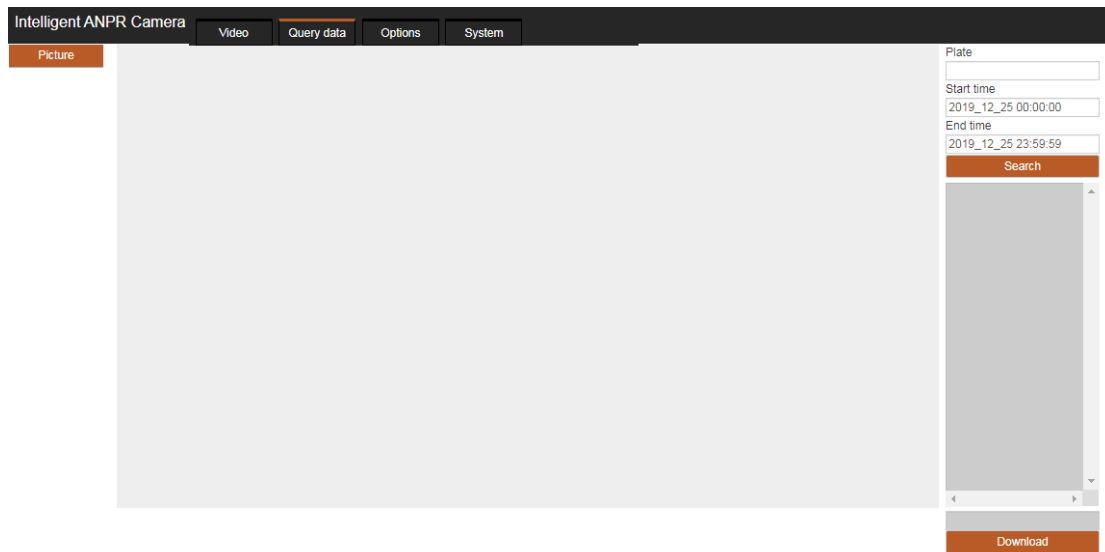 Intelligent ANPR Camera
Video Query data Options System
Picture
Plate
Start time
2019_12_25 00:00:00
End time
2019_12_25 23:59:59
Search
Download